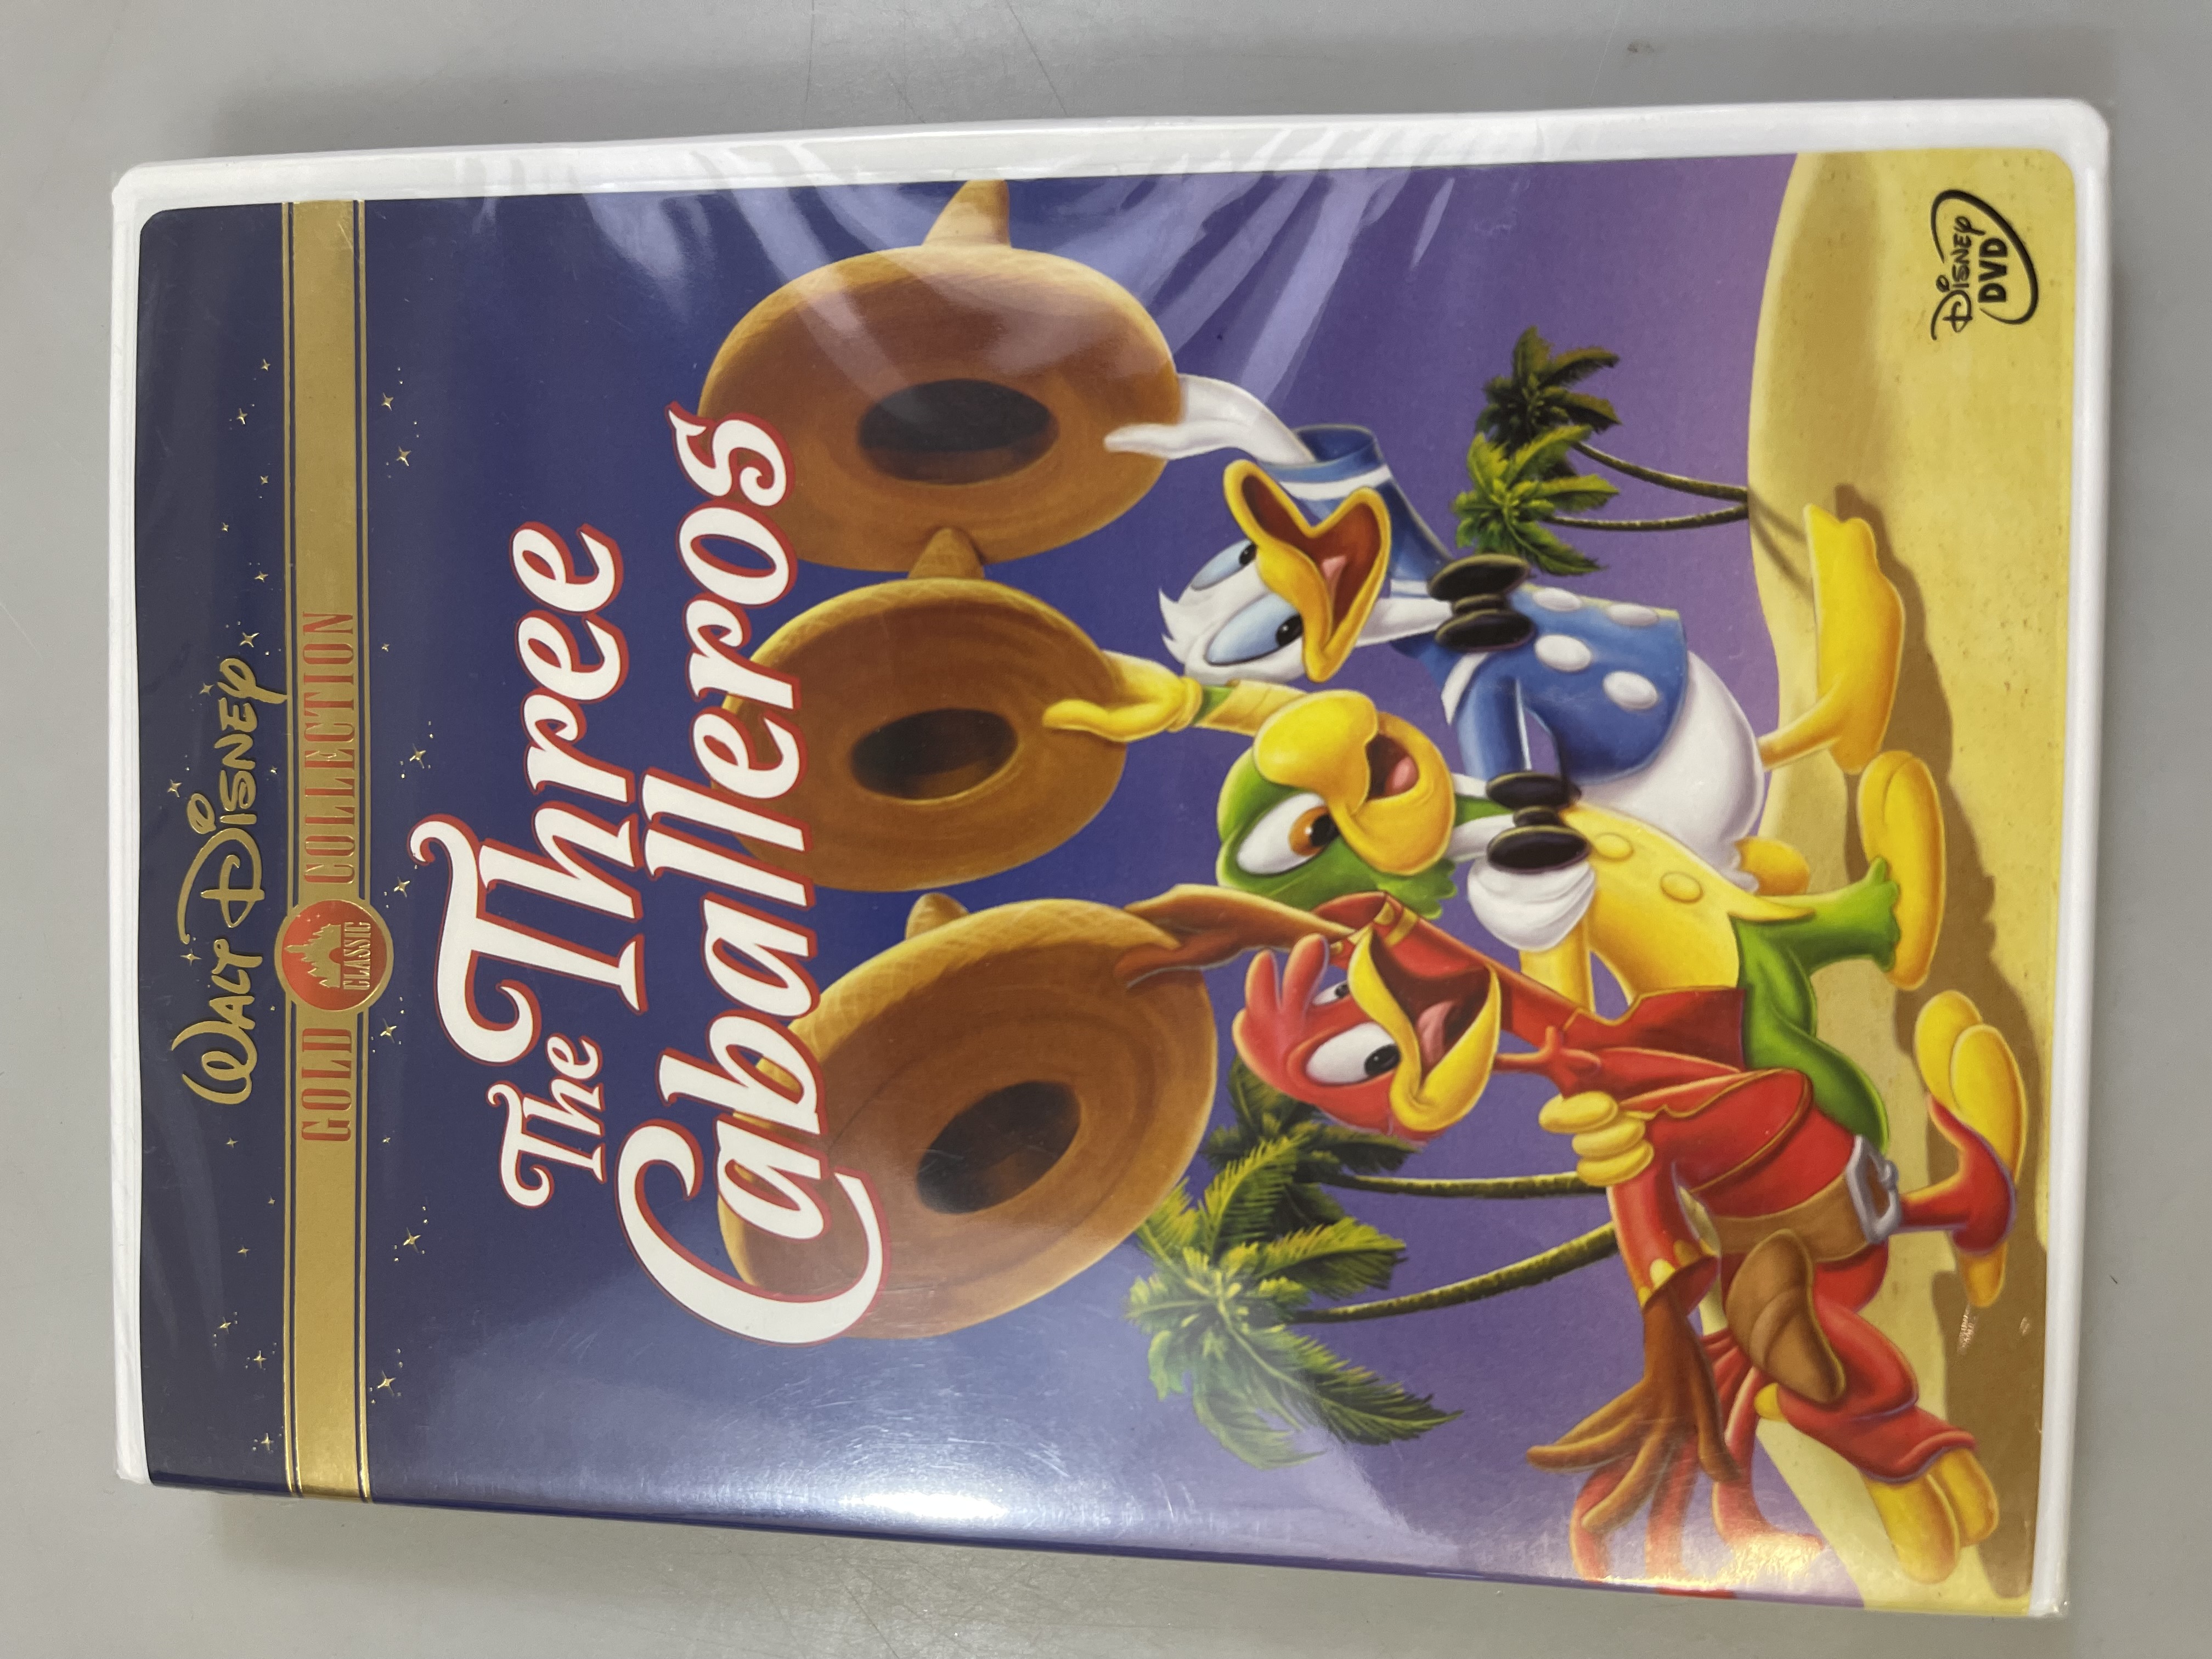 WALT DISNEY
GOLD CLASSIC COLLECTION
The Three
Caballeros
DISNEY
DVD